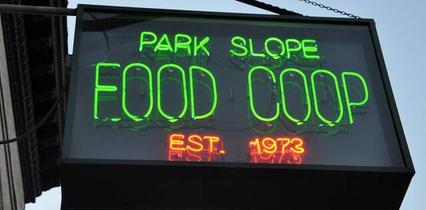 PARK SLOPE
FOOD COOP
EST. 1973